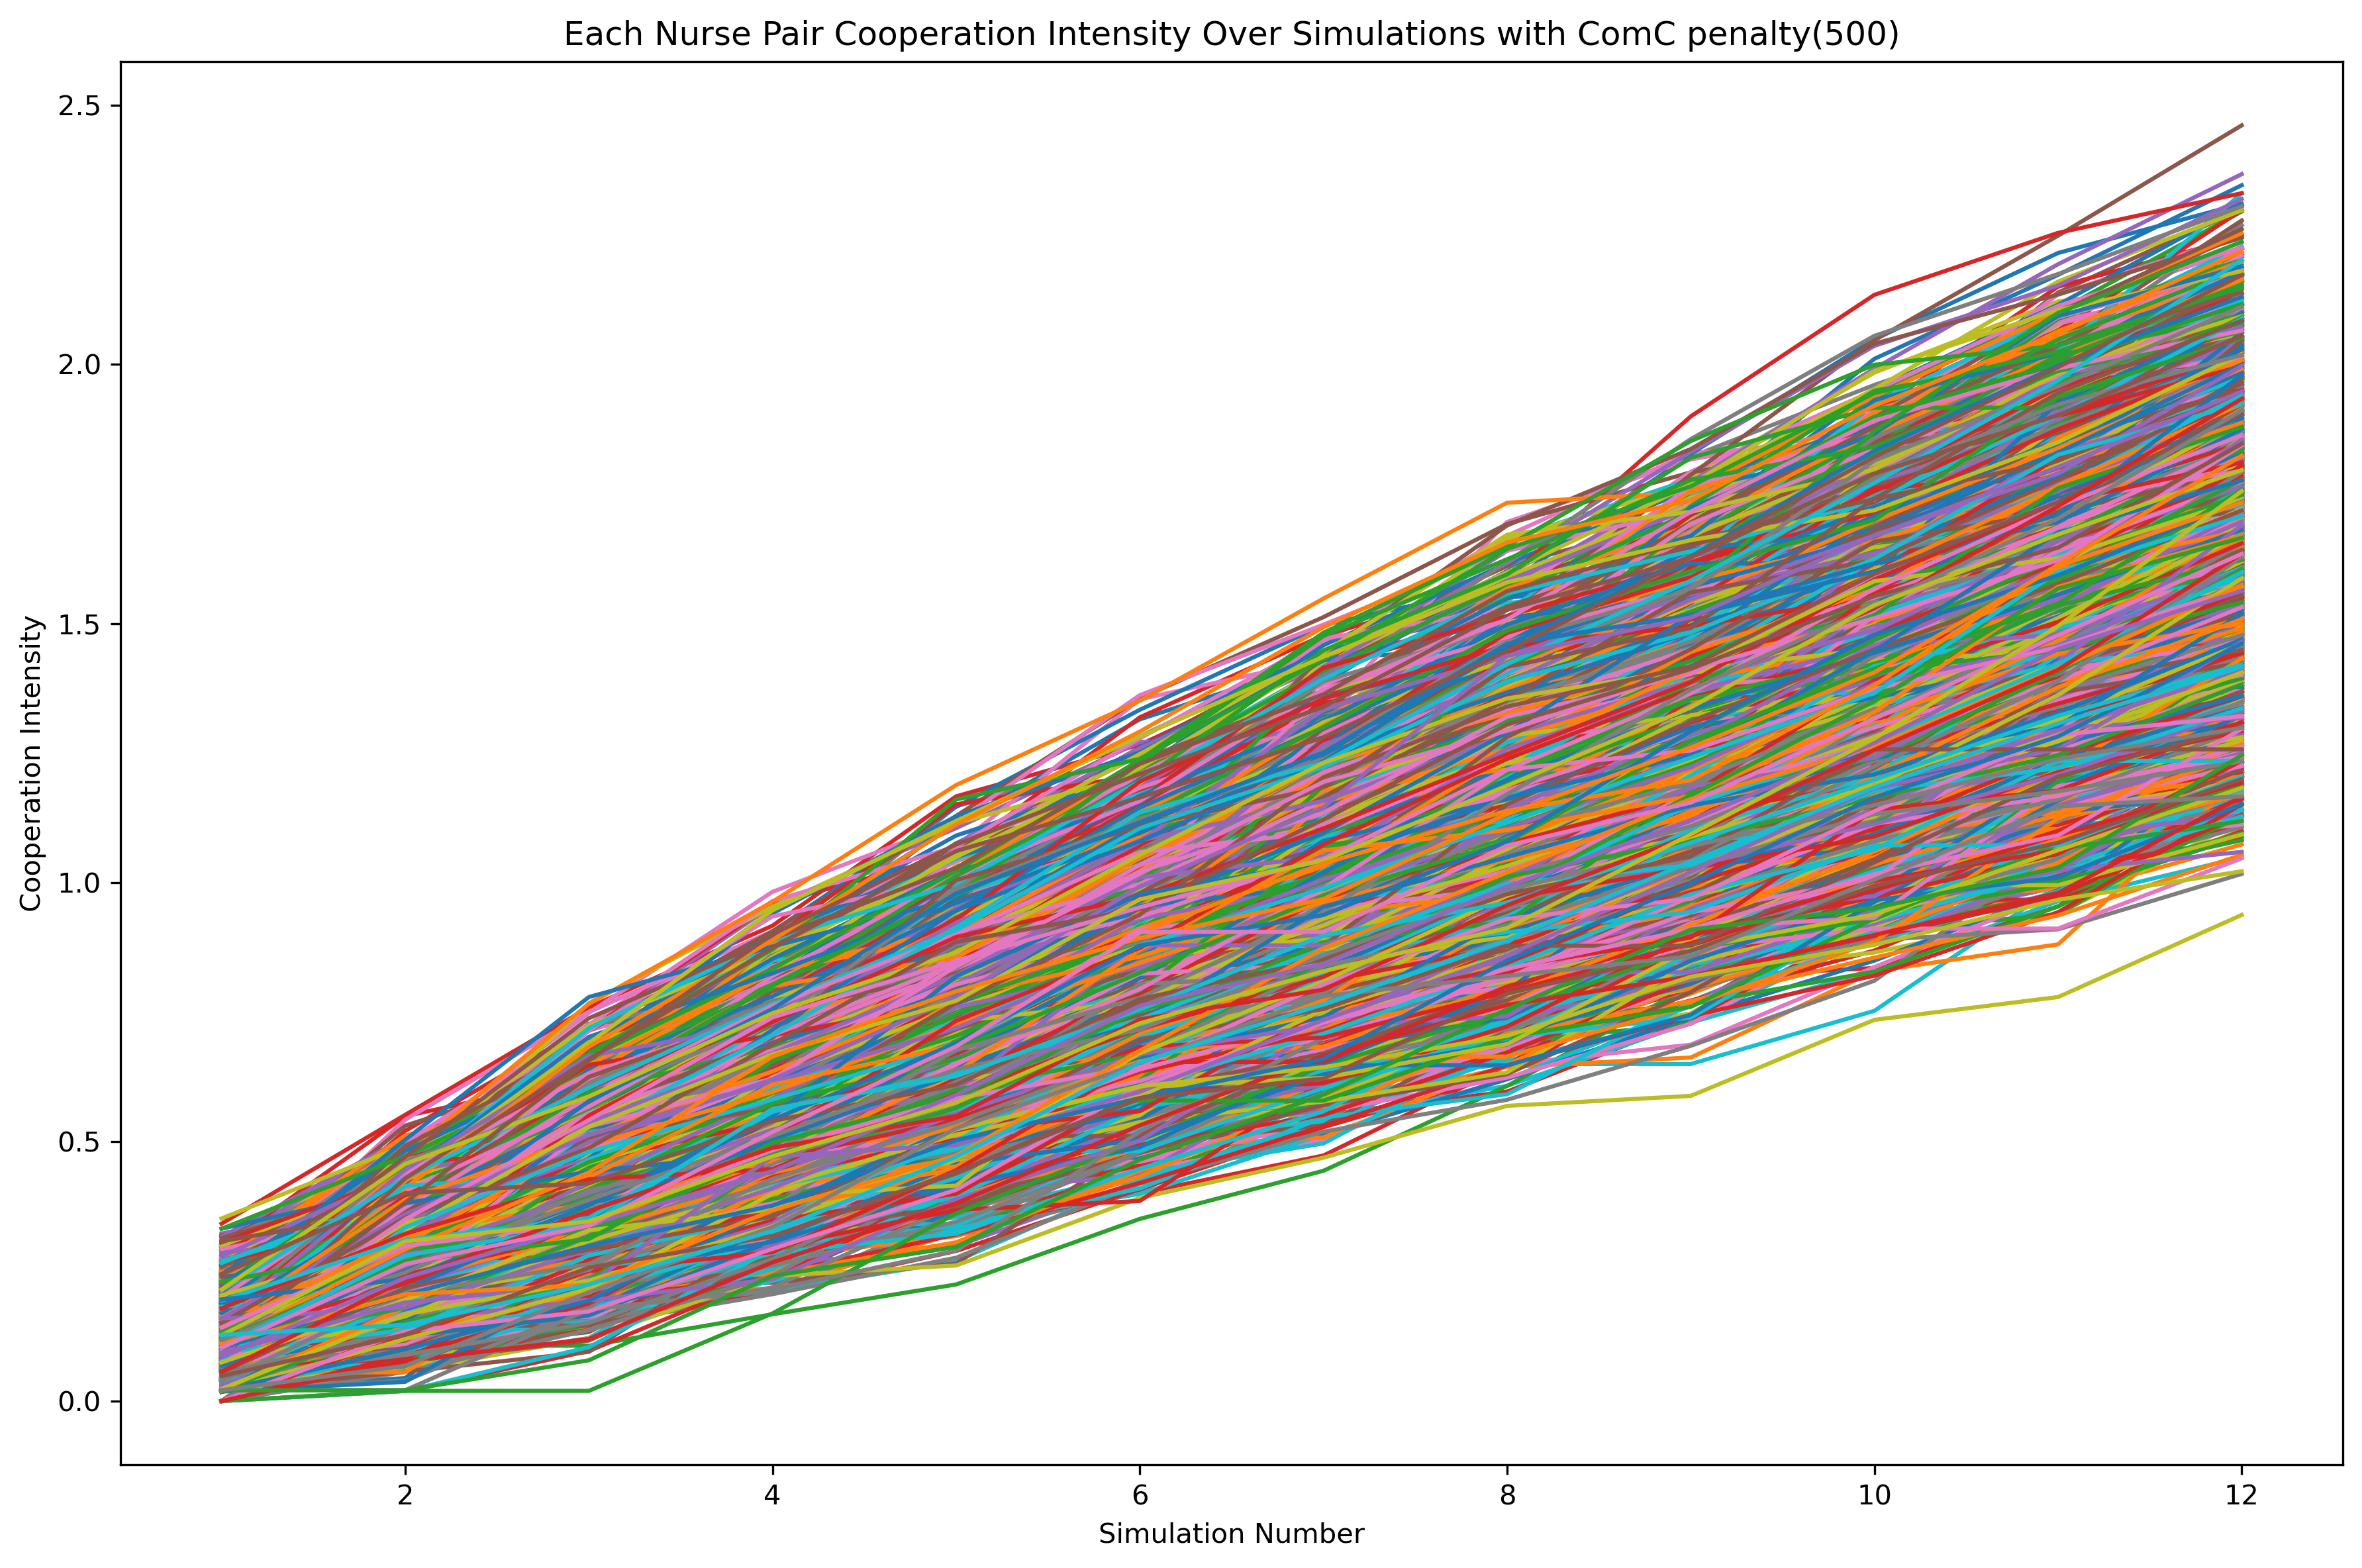 Each Nurse Pair Cooperation Intensity Over Simulations with ComC penalty(500)
2.5
2.0
1.5
1.0
0.5
0.0
Cooperation Intensity
2 4 6 8 10 12
Simulation Number